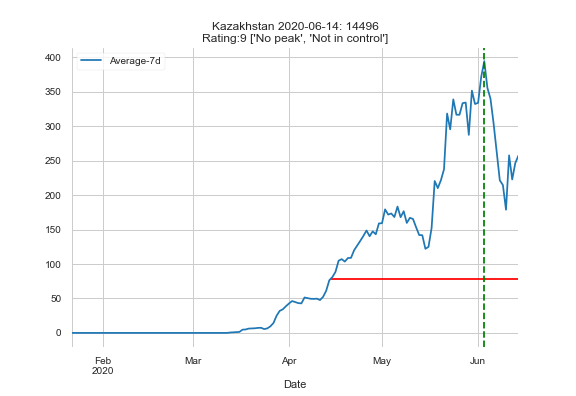 Kazakhstan 2020-06-14: 14496
Rating:9 ['No peak', 'Not in control']
Average-7d
400
350
300
250
200
150
100
50
0
Feb
2020
Mar
Apr
May
Jun
Date